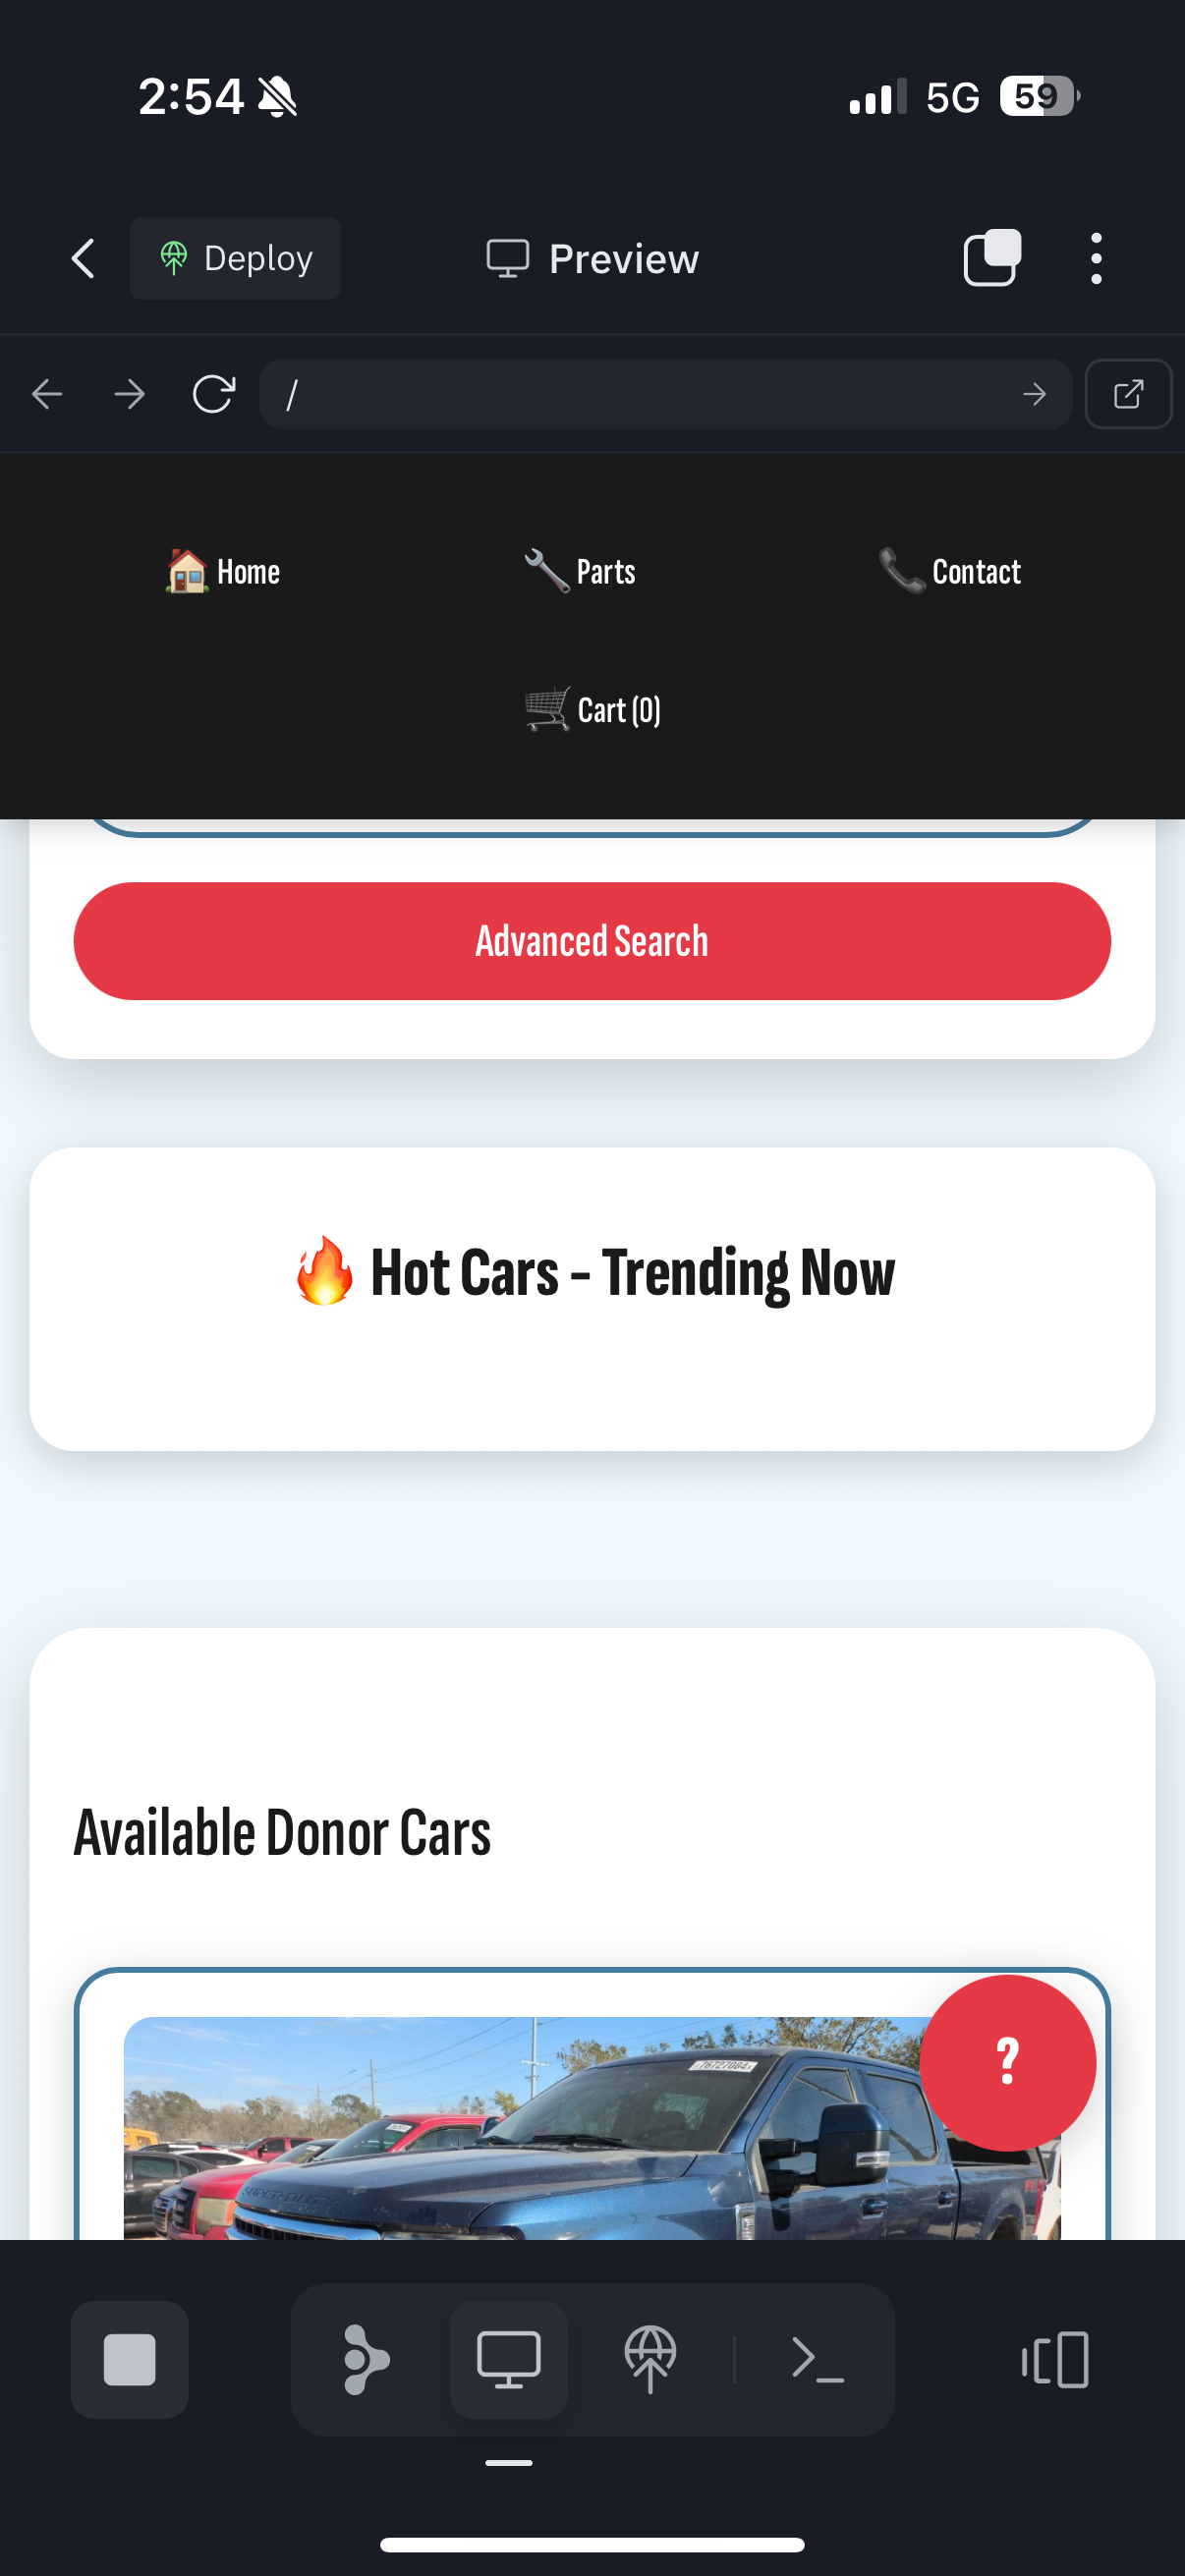 2:54 5G 59
Deploy Preview
/
🏠 Home 🔧 Parts 📞 Contact
🛒 Cart (0)
Advanced Search
🔥 Hot Cars - Trending Now
Available Donor Cars
?